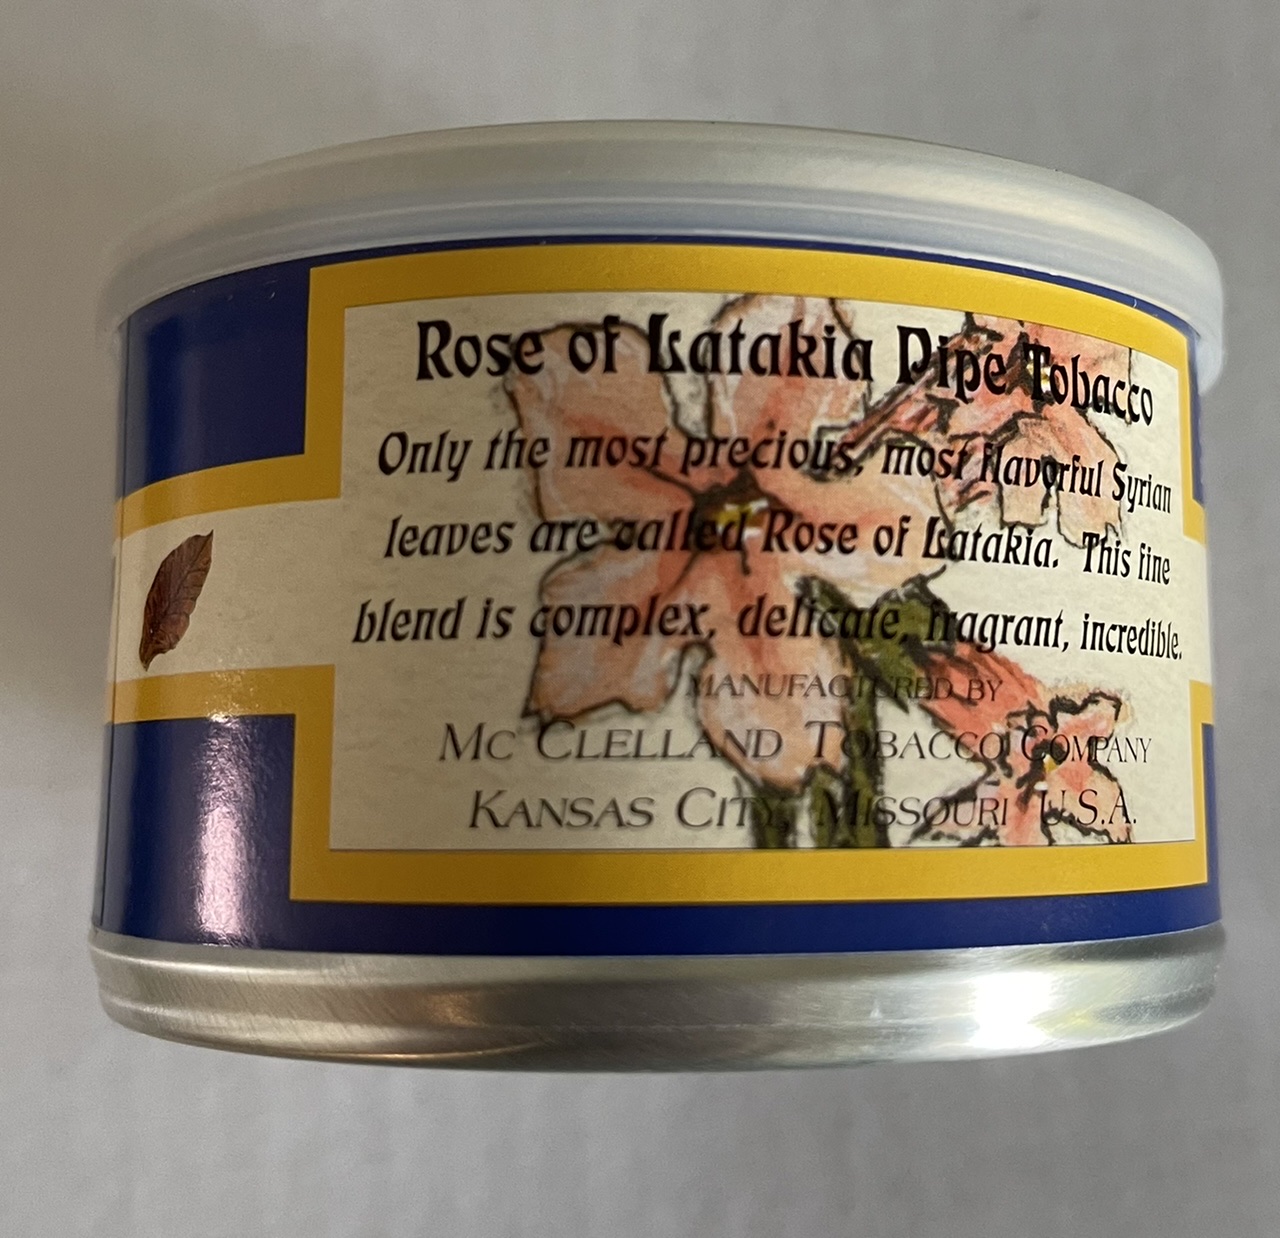 Rose of Latakia Pipe Tobacco
Only the most precious, most flavorful Syrian
leaves are called Rose of Latakia. This fine
blend is complex, delicate, fragrant, incredible.
MANUFACTURED BY
MC CLELLAND TOBACCO COMPANY
KANSAS CITY, MISSOURI U.S.A.